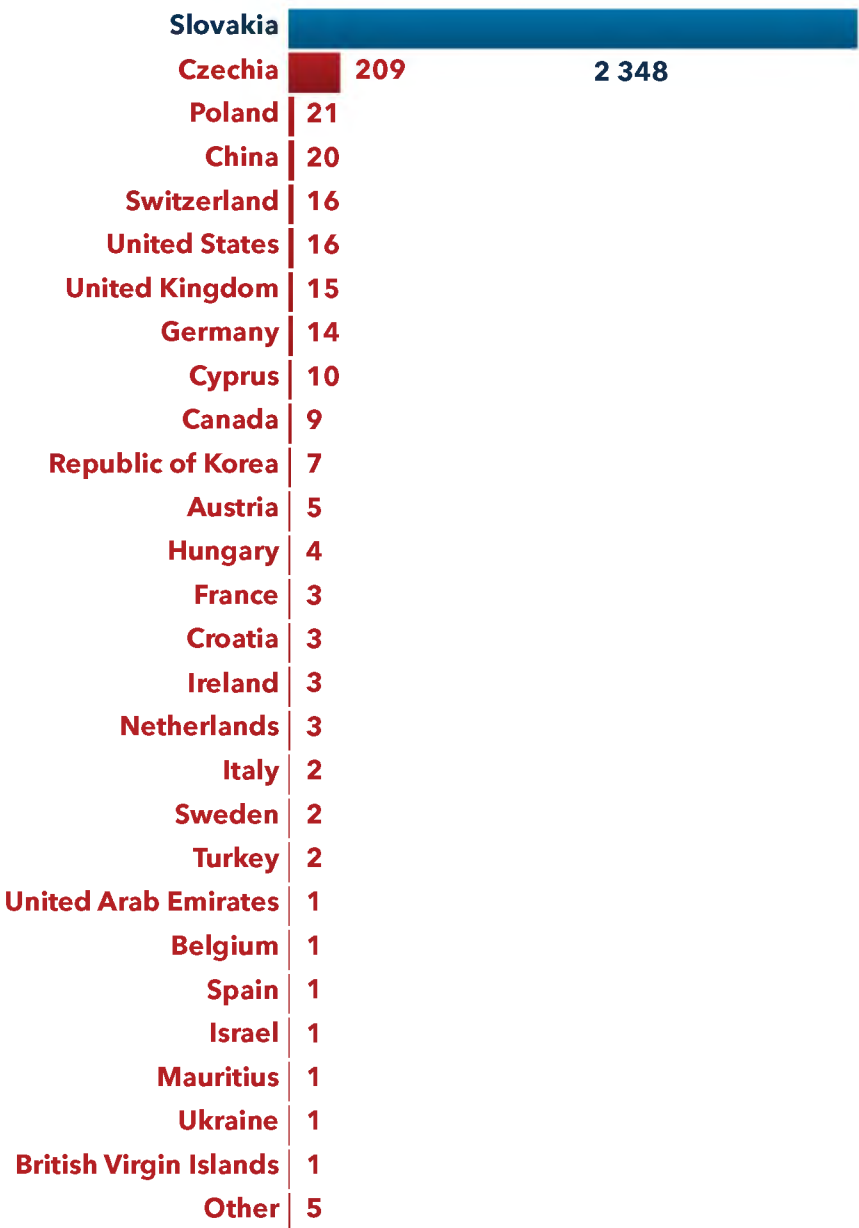 Slovakia
Czechia 209 2 348
Poland 21
China 20
Switzerland 16
United States 16
United Kingdom 15
Germany 14
Cyprus 10
Canada 9
Republic of Korea 7
Austria 5
Hungary 4
France 3
Croatia 3
Ireland 3
Netherlands 3
Italy 2
Sweden 2
Turkey 2
United Arab Emirates 1
Belgium 1
Spain 1
Israel 1
Mauritius 1
Ukraine 1
British Virgin Islands 1
Other 5